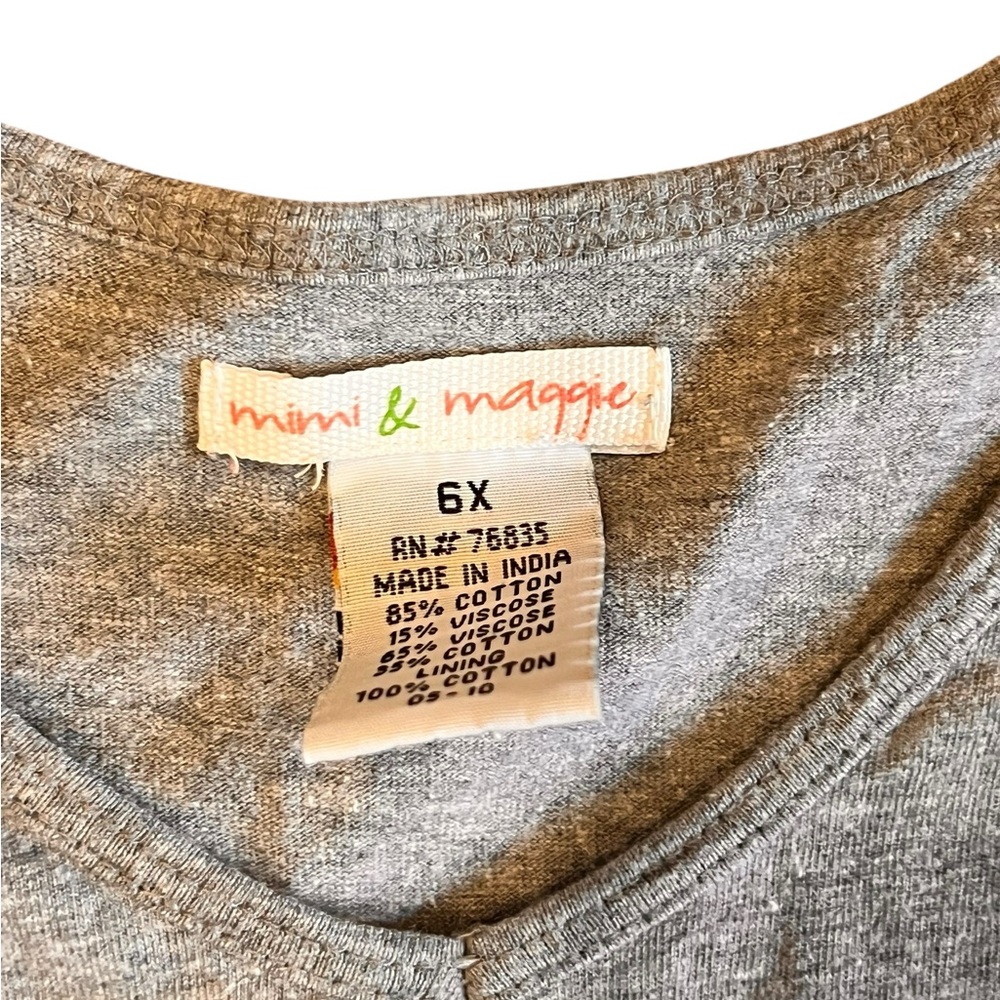 mimi & maggie
6X
RN# 76835
MADE IN INDIA
85% COTTON
15% VISCOSE
65% VISCOSE
35% COTTON
LINING
100% COTTON
05-10